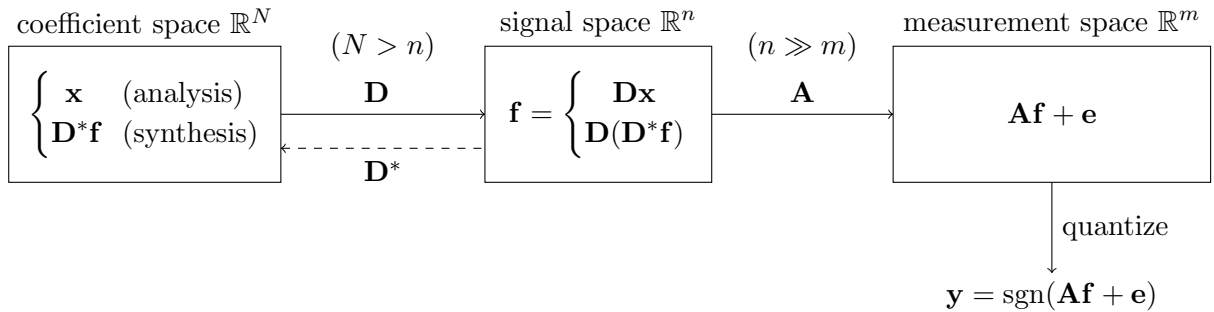 coefficient space ℝ^N
signal space ℝ^n
measurement space ℝ^m
(N > n)
(n ≫ m)
x (analysis)
D*f (synthesis)
D
D*
f = { Dx
D(D*f)
A
Af + e
quantize
y = sgn(Af + e)